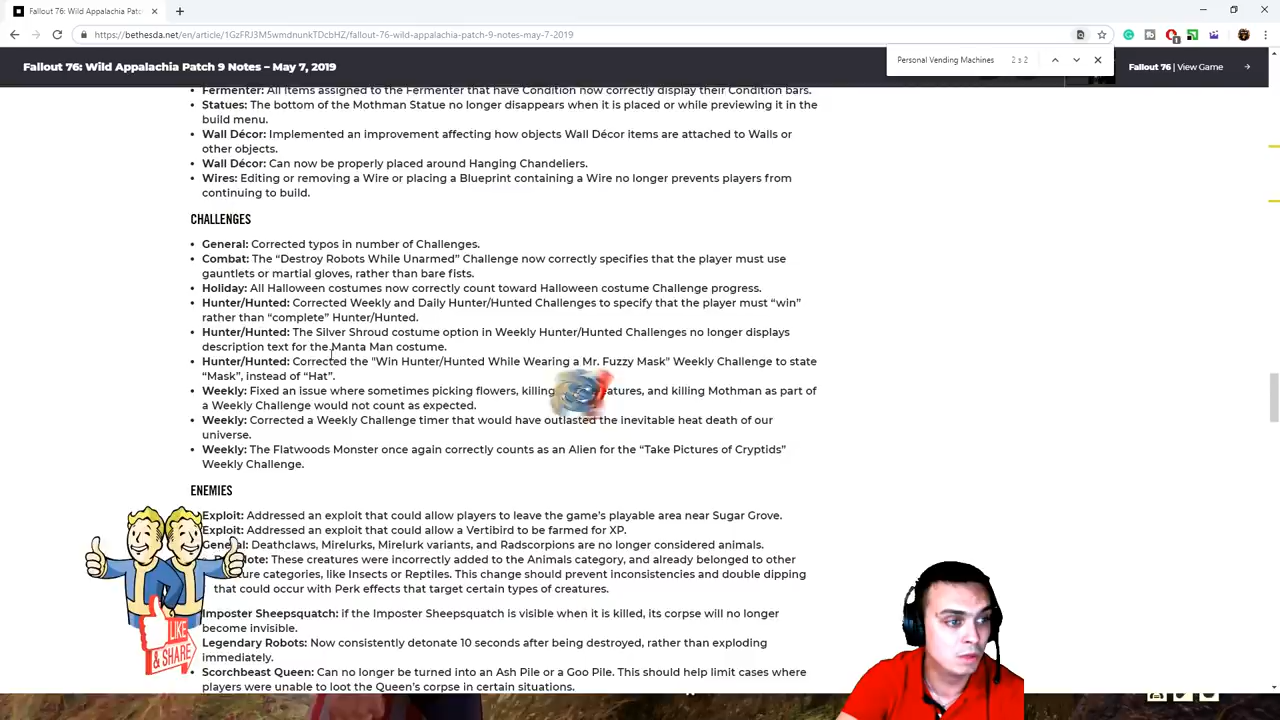 Fallout 76: Wild Appalachia Patc
https://bethesda.net/en/article/1GzFRJ3M5wmdnunkTDcbHZ/fallout-76-wild-appalachia-patch-9-notes-may-7-2019
Personal Vending Machines 2 z 2
Fallout 76: Wild Appalachia Patch 9 Notes – May 7, 2019
Fallout 76 | View Game
• Fermenter: All items assigned to the Fermenter that have Condition now correctly display their Condition bars.
• Statues: The bottom of the Mothman Statue no longer disappears when it is placed or while previewing it in the
build menu.
• Wall Décor: Implemented an improvement affecting how objects Wall Décor items are attached to Walls or
other objects.
• Wall Décor: Can now be properly placed around Hanging Chandeliers.
• Wires: Editing or removing a Wire or placing a Blueprint containing a Wire no longer prevents players from
continuing to build.
CHALLENGES
• General: Corrected typos in number of Challenges.
• Combat: The “Destroy Robots While Unarmed” Challenge now correctly specifies that the player must use
gauntlets or martial gloves, rather than bare fists.
• Holiday: All Halloween costumes now correctly count toward Halloween costume Challenge progress.
• Hunter/Hunted: Corrected Weekly and Daily Hunter/Hunted Challenges to specify that the player must “win”
rather than “complete” Hunter/Hunted.
• Hunter/Hunted: The Silver Shroud costume option in Weekly Hunter/Hunted Challenges no longer displays
description text for the Manta Man costume.
• Hunter/Hunted: Corrected the "Win Hunter/Hunted While Wearing a Mr. Fuzzy Mask" Weekly Challenge to state
“Mask”, instead of “Hat”.
• Weekly: Fixed an issue where sometimes picking flowers, killing atures, and killing Mothman as part of
a Weekly Challenge would not count as expected.
• Weekly: Corrected a Weekly Challenge timer that would have outlasted the inevitable heat death of our
universe.
• Weekly: The Flatwoods Monster once again correctly counts as an Alien for the “Take Pictures of Cryptids”
Weekly Challenge.
ENEMIES
Exploit: Addressed an exploit that could allow players to leave the game’s playable area near Sugar Grove.
Exploit: Addressed an exploit that could allow a Vertibird to be farmed for XP.
General: Deathclaws, Mirelurks, Mirelurk variants, and Radscorpions are no longer considered animals.
ote: These creatures were incorrectly added to the Animals category, and already belonged to other
ure categories, like Insects or Reptiles. This change should prevent inconsistencies and double dipping
that could occur with Perk effects that target certain types of creatures.
Imposter Sheepsquatch: if the Imposter Sheepsquatch is visible when it is killed, its corpse will no longer
become invisible.
Legendary Robots: Now consistently detonate 10 seconds after being destroyed, rather than exploding
immediately.
Scorchbeast Queen: Can no longer be turned into an Ash Pile or a Goo Pile. This should help limit cases where
players were unable to loot the Queen’s corpse in certain situations.
LIKE
& SHARE